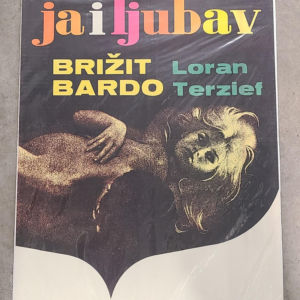 ja i ljubav
BRIŽIT Loran
BARDO Terzief